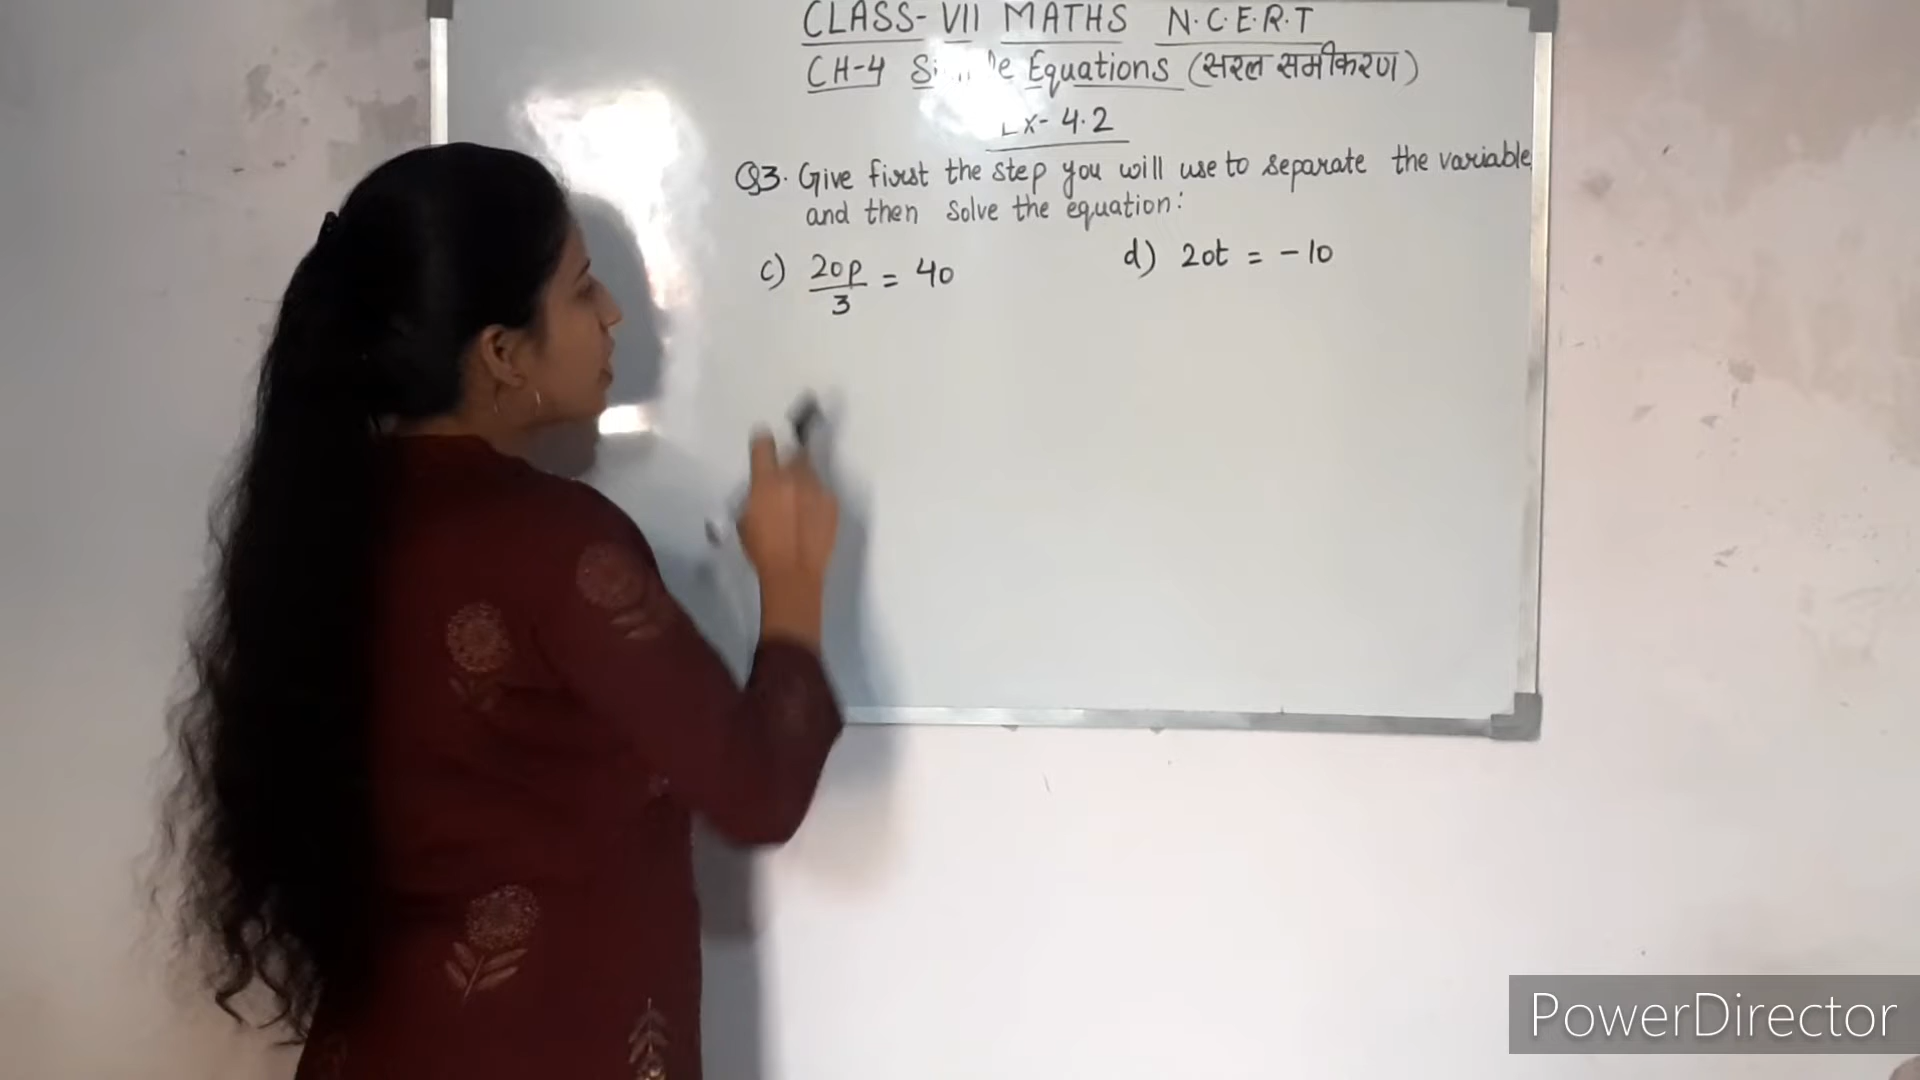 CLASS-VII MATHS N.C.E.R.T
CH-4 Equations (सरल समीकरण)
Ex- 4.2
Q3. Give first the step you will use to separate the variable
and then solve the equation:
c) 20p/3 = 40
d) 20t = -10
PowerDirector